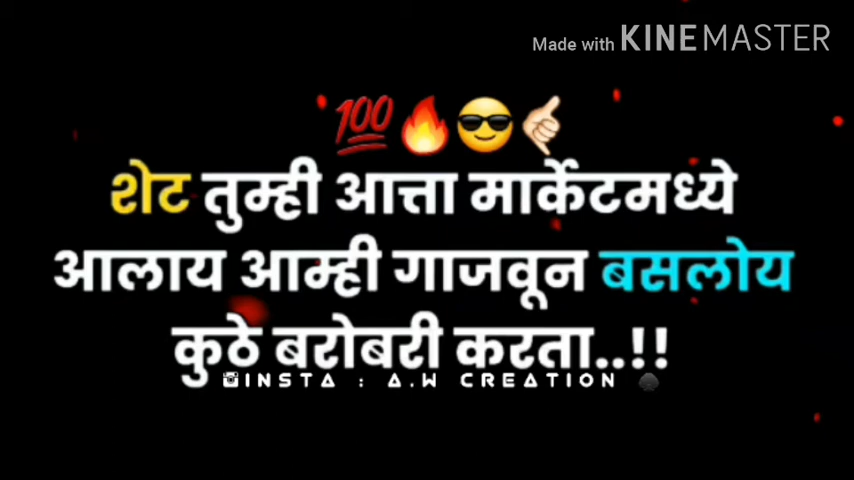 Made with KINEMASTER
💯🔥😎🤙🏻
शेट तुम्ही आत्ता मार्केटमध्ये
आलाय आम्ही गाजवून बसलोय
कुठे बरोबरी करता..!!
INSTA : A.W CREATION